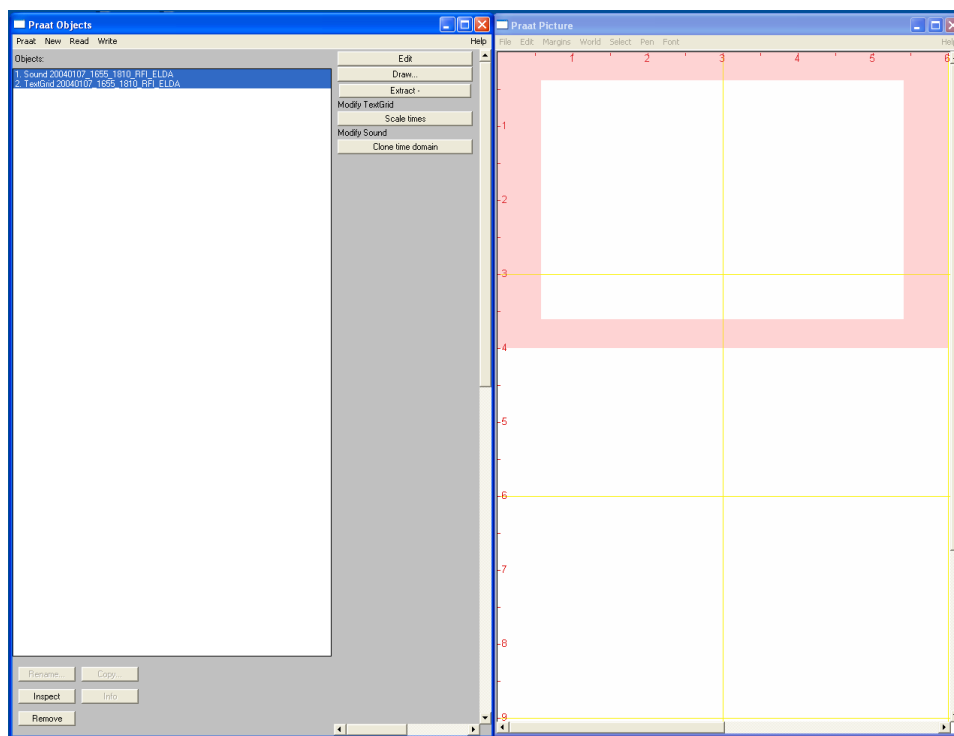 Praat Objects
Praat New Read Write Help
Objects:
1. Sound 20040107_1655_1810_RFI_ELDA
2. TextGrid 20040107_1655_1810_RFI_ELDA
Edit
Draw...
Extract -
Modify TextGrid
Scale times
Modify Sound
Clone time domain
Rename... Copy...
Inspect Info
Remove
Praat Picture
File Edit Margins World Select Pen Font Help
1 2 3 4 5 6
1
2
3
4
5
6
7
8
9